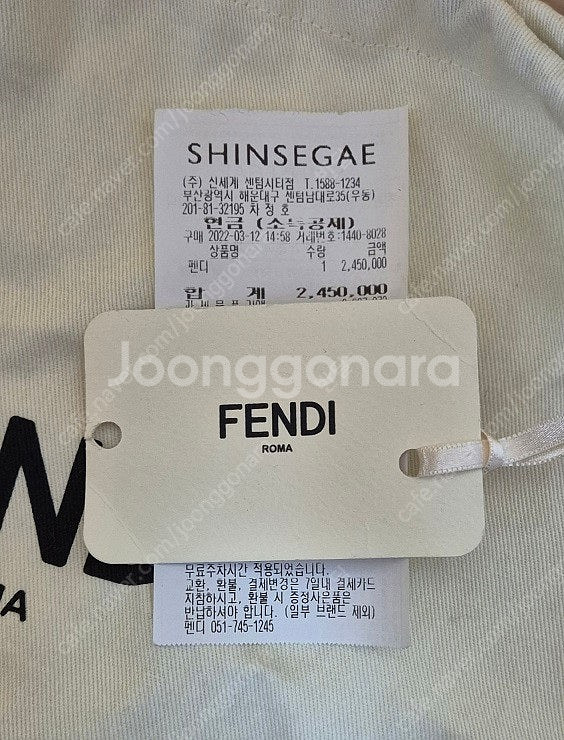 SHINSEGAE
(주) 신세계 센텀시티점 T.1588-1234
부산광역시 해운대구 센텀남대로35(우동)
201-81-32195 차 정 호
현금 (소득공제)
구매 2022-03-12 14:58 거래번호:1440-8028
상품명 수량 금액
펜디 1 2,450,000
합 계 2,450,000
Joonggonara
FENDI
ROMA
무료주차시간 적용되었습니다.
교환, 환불, 결제변경은 7일내 결제카드
지참하시고, 환불 시 증정사은품은
반납하셔야 합니다. (일부 브랜드 제외)
펜디 051-745-1245